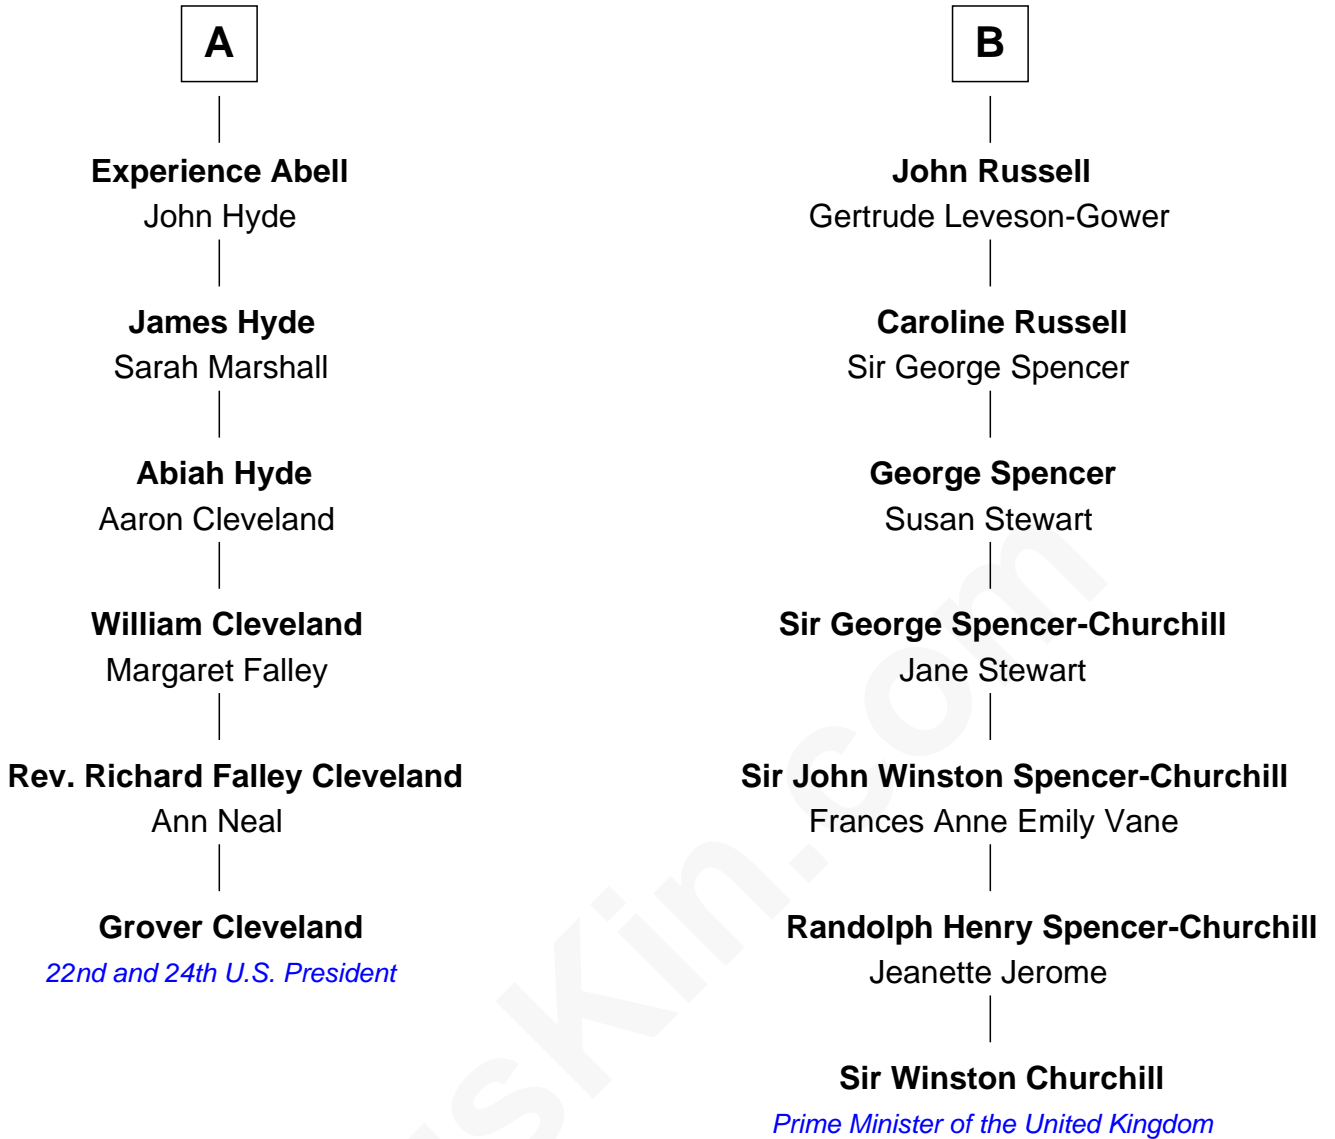 A
Experience Abell
John Hyde
James Hyde
Sarah Marshall
Abiah Hyde
Aaron Cleveland
William Cleveland
Margaret Falley
Rev. Richard Falley Cleveland
Ann Neal
Grover Cleveland
22nd and 24th U.S. President
B
John Russell
Gertrude Leveson-Gower
Caroline Russell
Sir George Spencer
George Spencer
Susan Stewart
Sir George Spencer-Churchill
Jane Stewart
Sir John Winston Spencer-Churchill
Frances Anne Emily Vane
Randolph Henry Spencer-Churchill
Jeanette Jerome
Sir Winston Churchill
Prime Minister of the United Kingdom